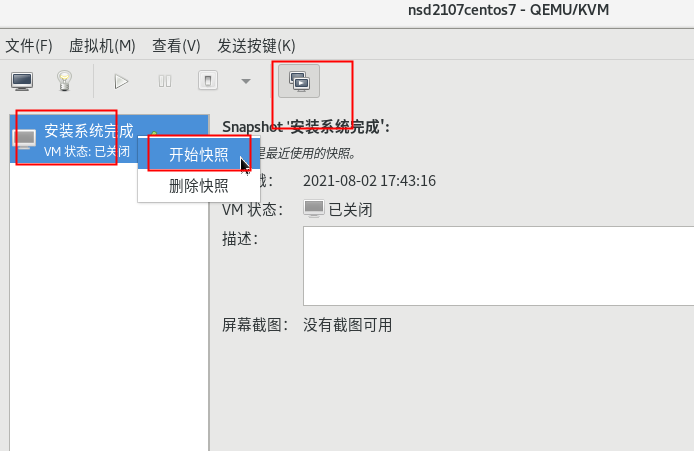 nsd2107centos7 - QEMU/KVM
文件(F) 虚拟机(M) 查看(V) 发送按键(K)
安装系统完成
VM 状态: 已关闭
开始快照
删除快照
Snapshot '安装系统完成':
是最近使用的快照。
2021-08-02 17:43:16
VM 状态: 已关闭
描述:
屏幕截图: 没有截图可用